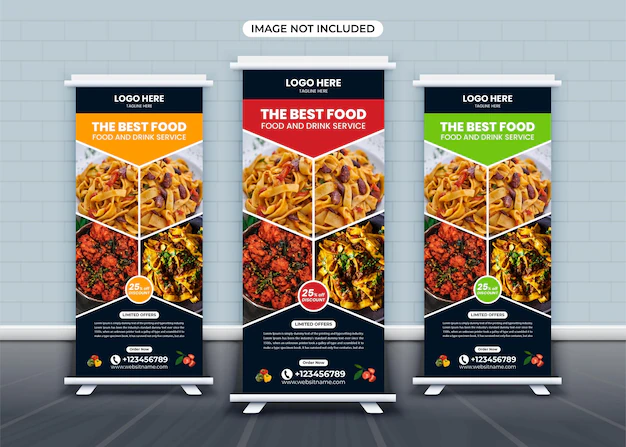 IMAGE NOT INCLUDED
LOGO HERE
TAGLINE HERE
THE BEST FOOD
FOOD AND DRINK SERVICE
25% off
DISCOUNT
LIMITED OFFERS
Order Now
+123456789
www.websitname.com
LOGO HERE
TAGLINE HERE
THE BEST FOOD
FOOD AND DRINK SERVICE
25% off
DISCOUNT
LIMITED OFFERS
Order Now
+123456789
www.websitname.com
LOGO HERE
TAGLINE HERE
THE BEST FOOD
FOOD AND DRINK SERVICE
25% off
DISCOUNT
LIMITED OFFERS
Order Now
+123456789
www.websitname.com